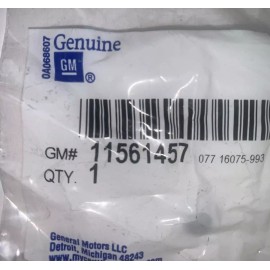 0A068607
Genuine
GM ®
GM# 11561457 077 16075-993
QTY. 1
General Motors LLC
Detroit, Michigan 48243